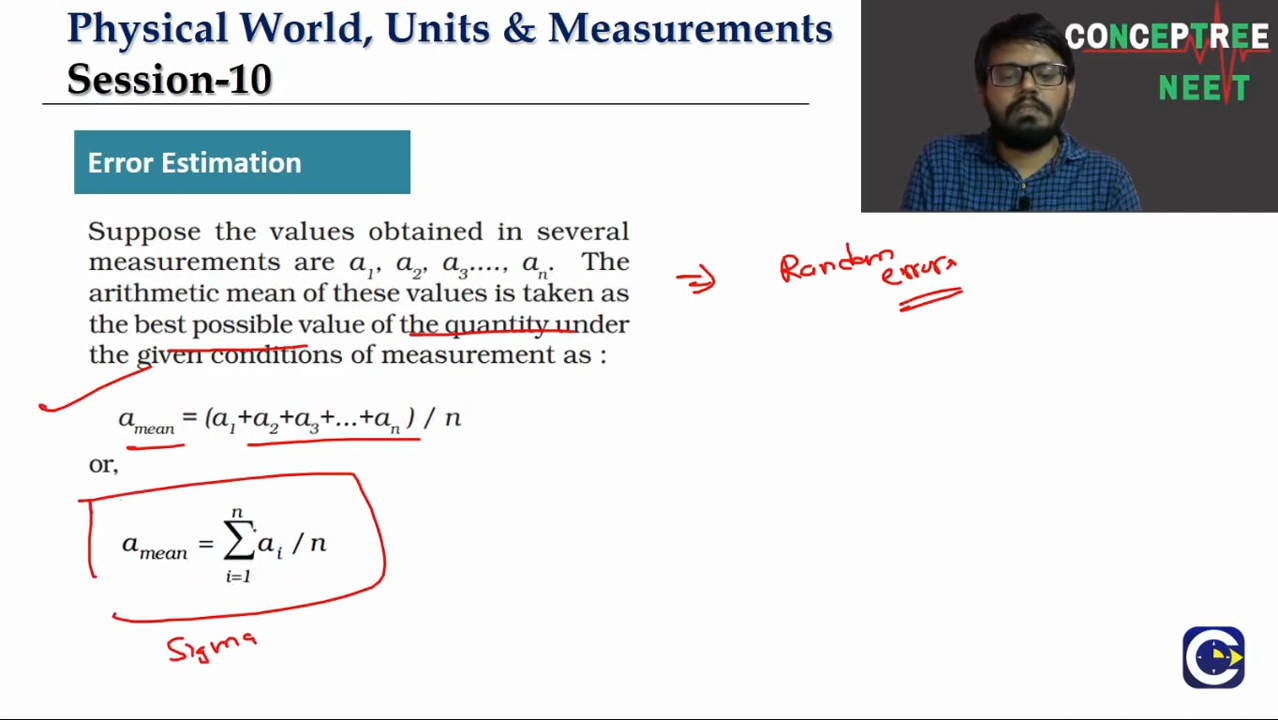 Physical World, Units & Measurements
Session-10
CONCEPTREE
NEET
Error Estimation
Suppose the values obtained in several
measurements are a₁, a₂, a₃...., aₙ. The
arithmetic mean of these values is taken as
the best possible value of the quantity under
the given conditions of measurement as :
⇒ Random
errors
a_mean = (a₁+a₂+a₃+...+aₙ ) / n
or,
n
a_mean = ∑ aᵢ / n
i=1
Sigma